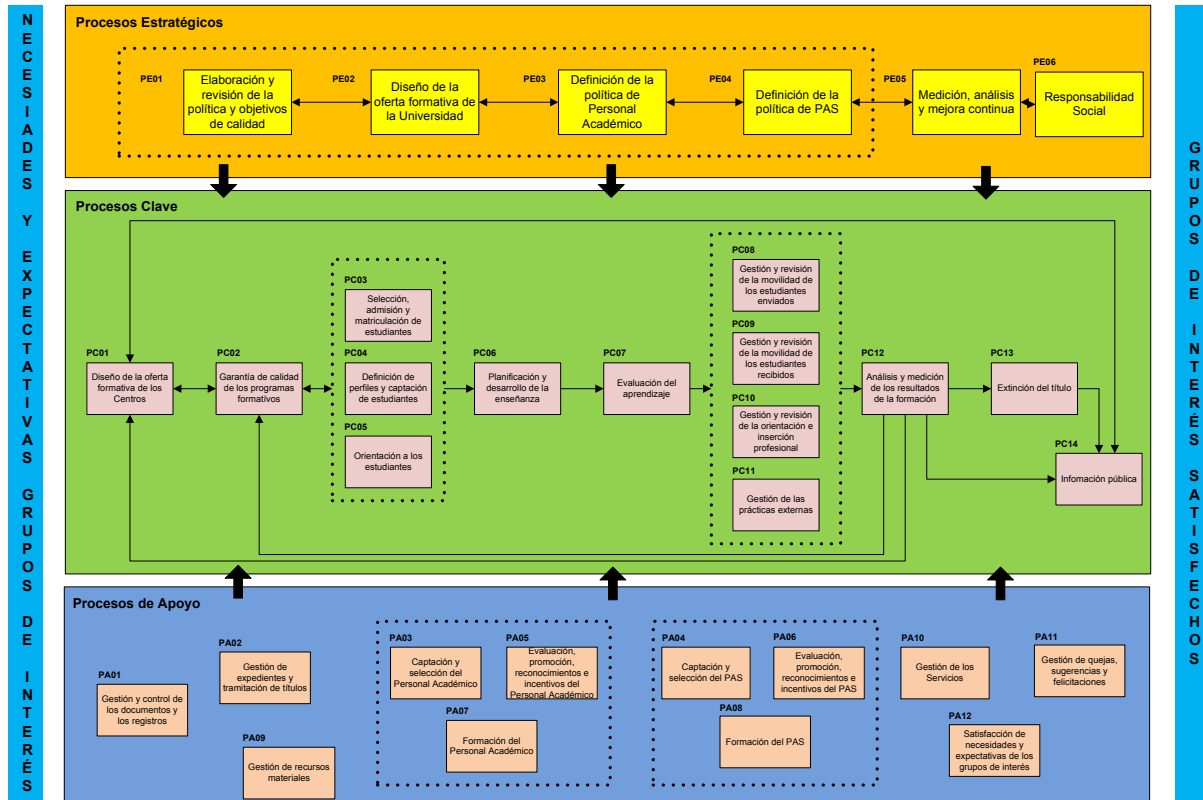 NECESIADES Y EXPECTATIVAS GRUPOS DE INTERÉS
Procesos Estratégicos
PE01
Elaboración y
revisión de la
política y objetivos
de calidad
PE02
Diseño de la
oferta formativa de
la Universidad
PE03
Definición de la
política de
Personal
Académico
PE04
Definición de la
política de PAS
PE05
Medición, análisis
y mejora continua
PE06
Responsabilidad
Social
Procesos Clave
PC01
Diseño de la oferta
formativa de los
Centros
PC02
Garantía de calidad
de los programas
formatívos
PC03
Selección,
admisión y
matriculación de
estudiantes
PC04
Definición de
perfiles y captación
de estudiantes
PC05
Orientación a los
estudiantes
PC06
Planificación y
desarrollo de la
enseñanza
PC07
Evaluación del
aprendizaje
PC08
Gestión y revisión
de la movilidad de
los estudiantes
enviados
PC09
Gestión y revisión
de la movilidad de
los estudiantes
recibidos
PC10
Gestión y revisión
de la orientación e
inserción
profesional
PC11
Gestión de las
prácticas externas
PC12
Análisis y medición
de los resultados
de la formación
PC13
Extinción del título
PC14
Infomación pública
Procesos de Apoyo
PA01
Gestión y control de
los documentos y
los registros
PA02
Gestión de
expedientes y
tramitación de títulos
PA09
Gestión de recursos
materiales
PA03
Captación y
selección del
Personal Académico
PA05
Evaluación,
promoción,
reconocimientos e
incentivos del
Personal Académico
PA07
Formación del
Personal Académico
PA04
Captación y
selección del PAS
PA06
Evaluación,
promoción,
reconocimientos e
incentivos del PAS
PA08
Formación del PAS
PA10
Gestión de los
Servicios
PA11
Gestión de quejas,
sugerencias y
felicitaciones
PA12
Satisfacción de
necesidades y
expectativas de los
grupos de interés
GRUPOS DE INTERÉS SATISFECHOS